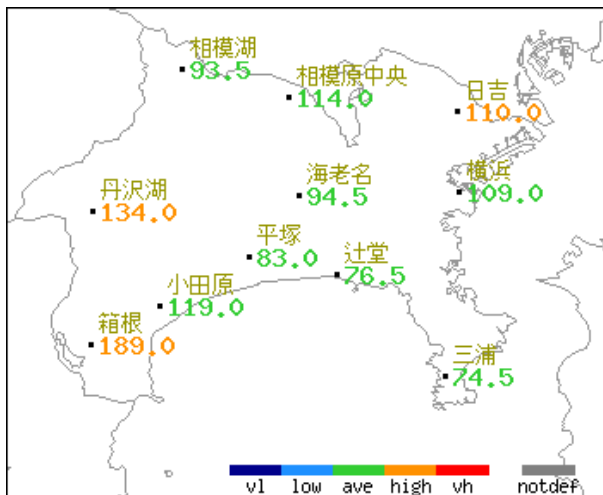 相模湖
93.5
相模原中央
114.0
日吉
110.0
丹沢湖
134.0
海老名
94.5
横浜
109.0
平塚
83.0
辻堂
76.5
小田原
119.0
箱根
189.0
三浦
74.5
vl low ave high vh notdef